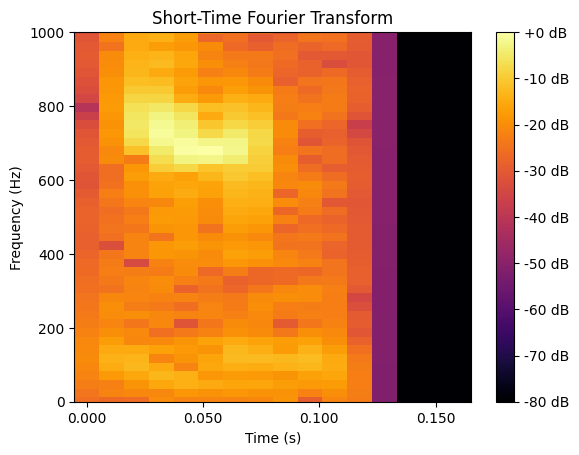 Short-Time Fourier Transform
1000
800
600
400
200
0
Frequency (Hz)
0.000
0.050
0.100
0.150
Time (s)
+0 dB
-10 dB
-20 dB
-30 dB
-40 dB
-50 dB
-60 dB
-70 dB
-80 dB